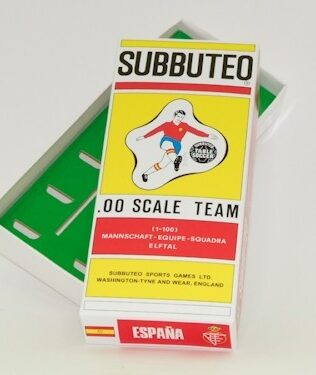 SUBBUTEO
TABLE
SOCCER
.00 SCALE TEAM
(1-100)
MANNSCHAFT-EQUIPE-SQUADRA
ELFTAL
SUBBUTEO SPORTS GAMES LTD.
WASHINGTON-TYNE AND WEAR, ENGLAND
ESPAÑA